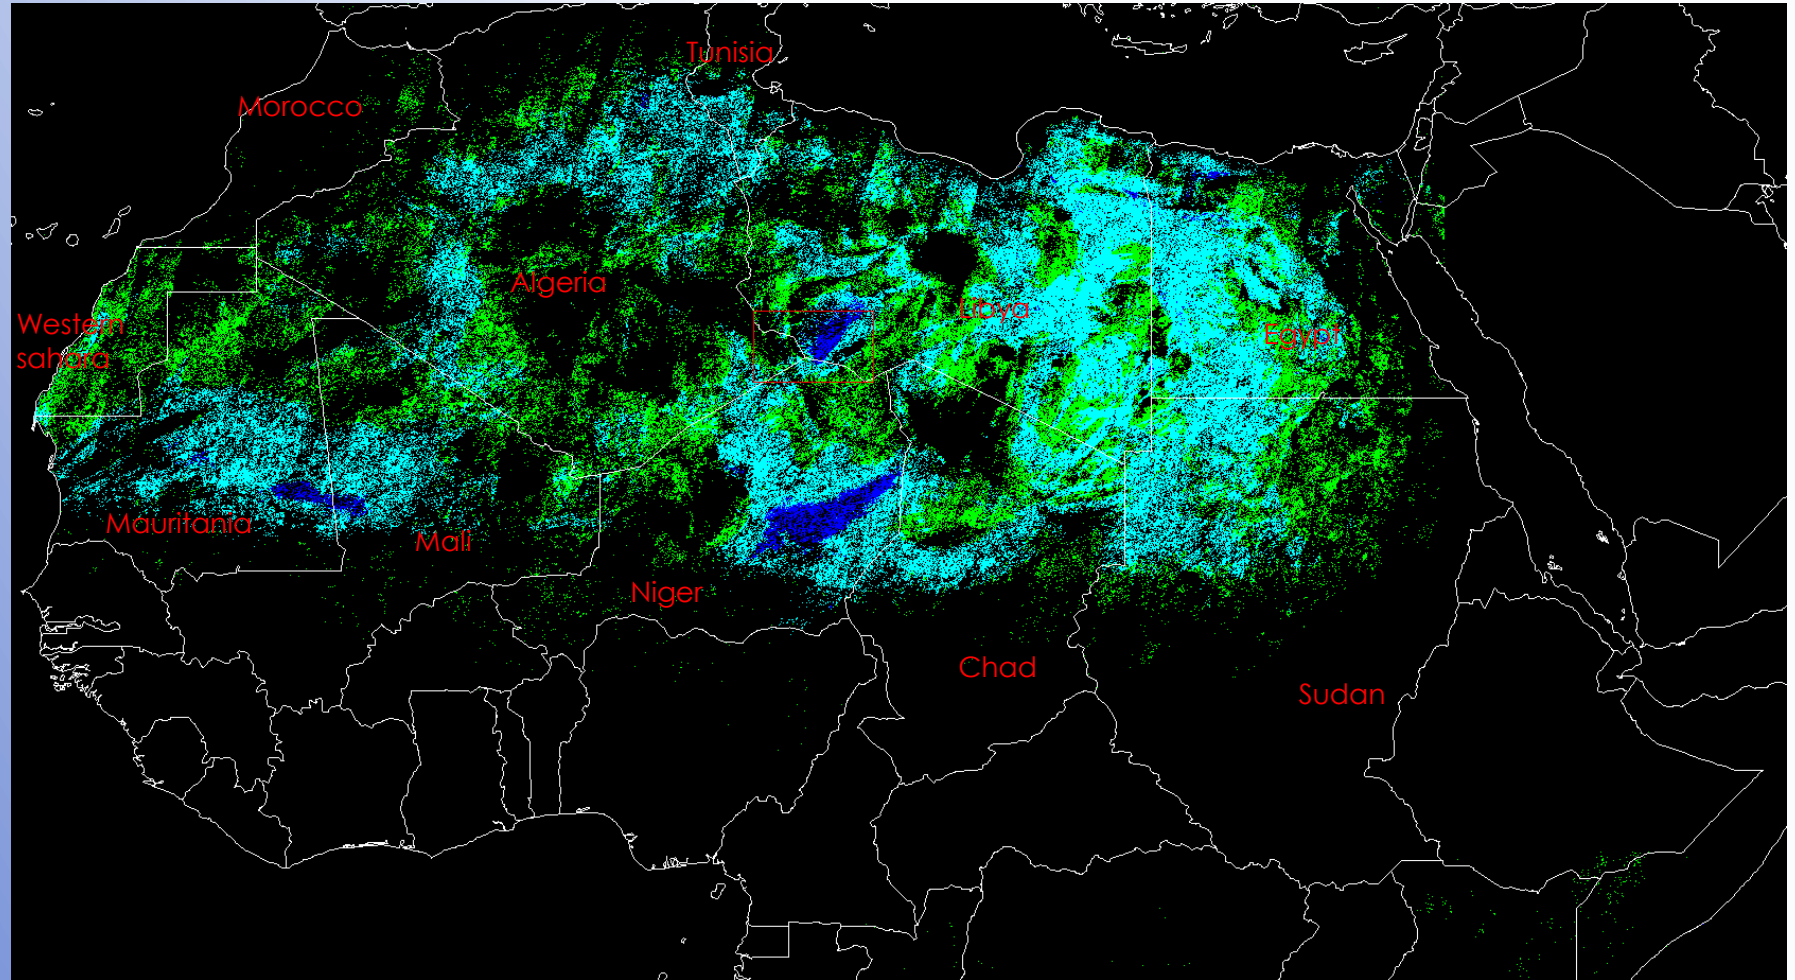 Tunisia
Morocco
Algeria
Western
sahara
Libya
Egypt
Mauritania
Mali
Niger
Chad
Sudan